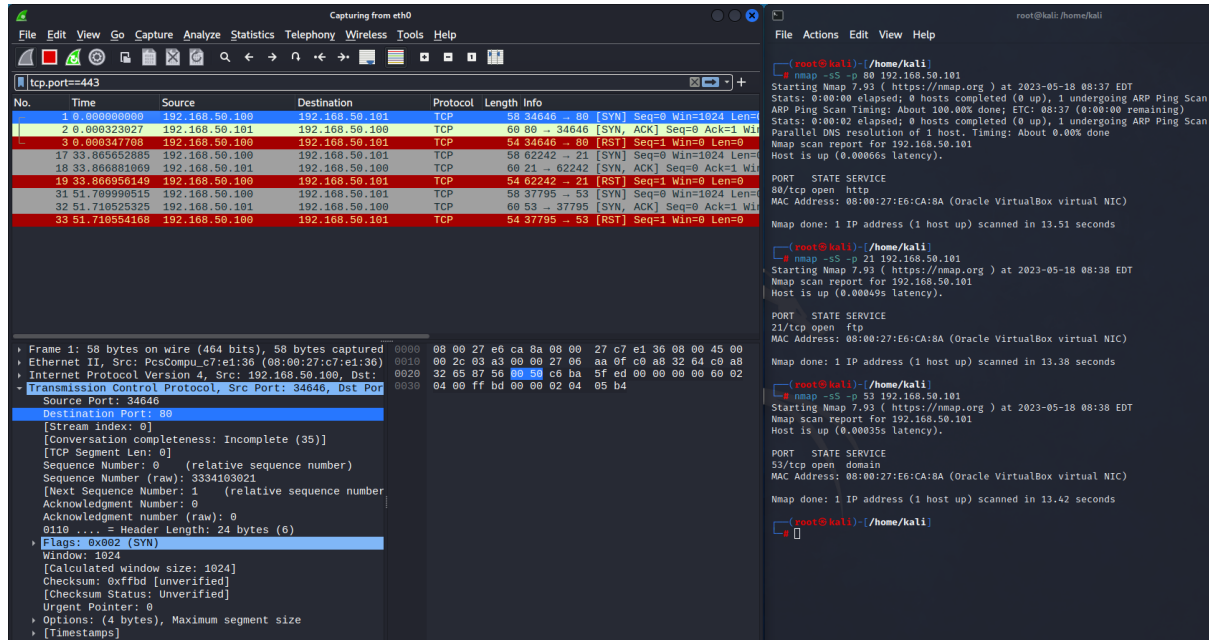 Capturing from eth0
File Edit View Go Capture Analyze Statistics Telephony Wireless Tools Help
tcp.port==443
No. Time Source Destination Protocol Length Info
1 0.000000000 192.168.50.100 192.168.50.101 TCP 58 34646 → 80 [SYN] Seq=0 Win=1024 Len=
2 0.000323027 192.168.50.101 192.168.50.100 TCP 60 80 → 34646 [SYN, ACK] Seq=0 Ack=1 Wi
3 0.000347708 192.168.50.100 192.168.50.101 TCP 54 34646 → 80 [RST] Seq=1 Win=0 Len=0
17 33.865652885 192.168.50.100 192.168.50.101 TCP 58 62242 → 21 [SYN] Seq=0 Win=1024 Len=
18 33.866881069 192.168.50.101 192.168.50.100 TCP 60 21 → 62242 [SYN, ACK] Seq=0 Ack=1 Wi
19 33.866956149 192.168.50.100 192.168.50.101 TCP 54 62242 → 21 [RST] Seq=1 Win=0 Len=0
31 51.709990515 192.168.50.100 192.168.50.101 TCP 58 37795 → 53 [SYN] Seq=0 Win=1024 Len=
32 51.710525325 192.168.50.101 192.168.50.100 TCP 60 53 → 37795 [SYN, ACK] Seq=0 Ack=1 Wi
33 51.710554168 192.168.50.100 192.168.50.101 TCP 54 37795 → 53 [RST] Seq=1 Win=0 Len=0
Frame 1: 58 bytes on wire (464 bits), 58 bytes captured
Ethernet II, Src: PcsCompu_c7:e1:36 (08:00:27:c7:e1:36)
Internet Protocol Version 4, Src: 192.168.50.100, Dst:
Transmission Control Protocol, Src Port: 34646, Dst Por
Source Port: 34646
Destination Port: 80
[Stream index: 0]
[Conversation completeness: Incomplete (35)]
[TCP Segment Len: 0]
Sequence Number: 0 (relative sequence number)
Sequence Number (raw): 3334103021
[Next Sequence Number: 1 (relative sequence number
Acknowledgment Number: 0
Acknowledgment number (raw): 0
0110 .... = Header Length: 24 bytes (6)
Flags: 0x002 (SYN)
Window: 1024
[Calculated window size: 1024]
Checksum: 0xffbd [unverified]
[Checksum Status: Unverified]
Urgent Pointer: 0
Options: (4 bytes), Maximum segment size
[Timestamps]
0000 08 00 27 e6 ca 8a 08 00 27 c7 e1 36 08 00 45 00
0010 00 2c 03 a3 00 00 27 06 aa 0f c0 a8 32 64 c0 a8
0020 32 65 87 56 00 50 c6 ba 5f ed 00 00 00 00 60 02
0030 04 00 ff bd 00 00 02 04 05 b4
root@kali: /home/kali
File Actions Edit View Help
(root㉿kali)-[/home/kali]
# nmap -sS -p 80 192.168.50.101
Starting Nmap 7.93 ( https://nmap.org ) at 2023-05-18 08:37 EDT
Stats: 0:00:00 elapsed; 0 hosts completed (0 up), 1 undergoing ARP Ping Scan
ARP Ping Scan Timing: About 100.00% done; ETC: 08:37 (0:00:00 remaining)
Stats: 0:00:02 elapsed; 0 hosts completed (0 up), 1 undergoing ARP Ping Scan
Parallel DNS resolution of 1 host. Timing: About 0.00% done
Nmap scan report for 192.168.50.101
Host is up (0.00066s latency).
PORT STATE SERVICE
80/tcp open http
MAC Address: 08:00:27:E6:CA:8A (Oracle VirtualBox virtual NIC)
Nmap done: 1 IP address (1 host up) scanned in 13.51 seconds
(root㉿kali)-[/home/kali]
# nmap -sS -p 21 192.168.50.101
Starting Nmap 7.93 ( https://nmap.org ) at 2023-05-18 08:38 EDT
Nmap scan report for 192.168.50.101
Host is up (0.00049s latency).
PORT STATE SERVICE
21/tcp open ftp
MAC Address: 08:00:27:E6:CA:8A (Oracle VirtualBox virtual NIC)
Nmap done: 1 IP address (1 host up) scanned in 13.38 seconds
(root㉿kali)-[/home/kali]
# nmap -sS -p 53 192.168.50.101
Starting Nmap 7.93 ( https://nmap.org ) at 2023-05-18 08:38 EDT
Nmap scan report for 192.168.50.101
Host is up (0.00035s latency).
PORT STATE SERVICE
53/tcp open domain
MAC Address: 08:00:27:E6:CA:8A (Oracle VirtualBox virtual NIC)
Nmap done: 1 IP address (1 host up) scanned in 13.42 seconds
(root㉿kali)-[/home/kali]
#